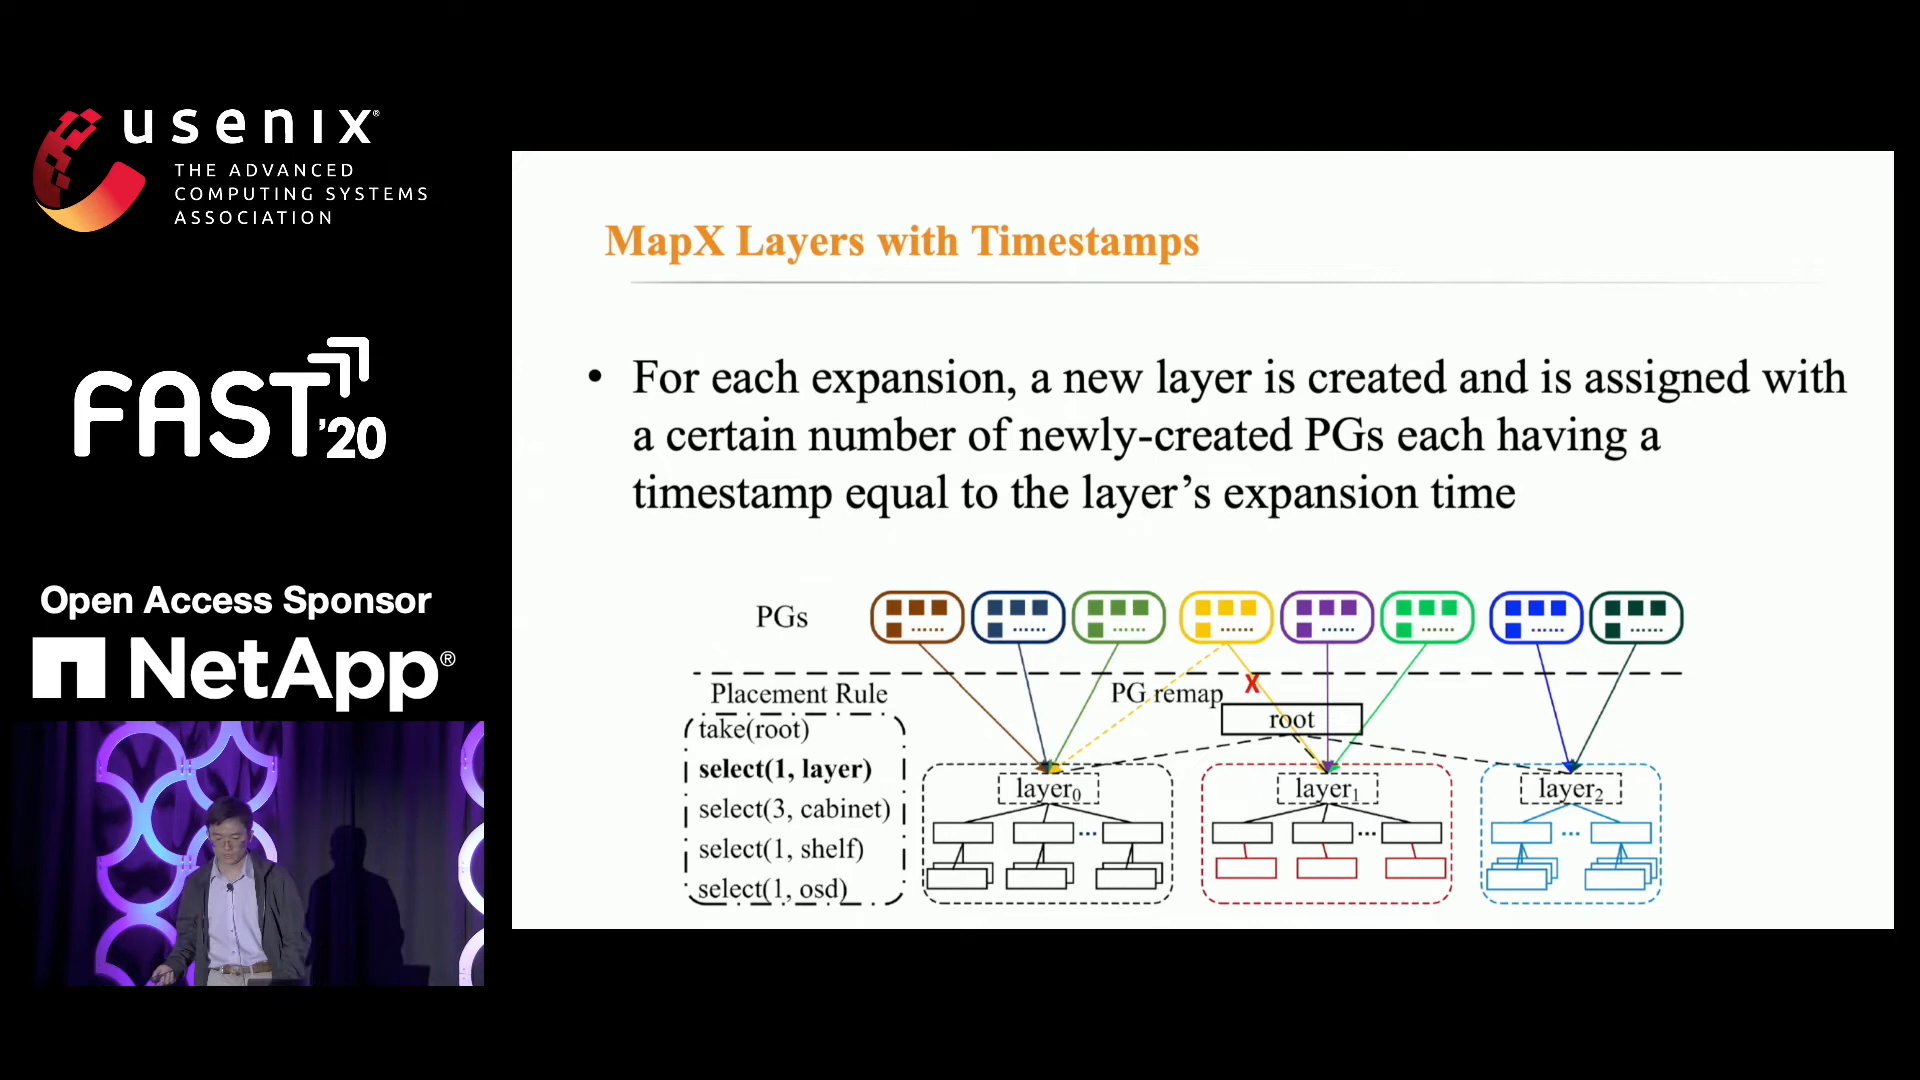 usenix®
THE ADVANCED
COMPUTING SYSTEMS
ASSOCIATION
FAST '20
Open Access Sponsor
NetApp®
MapX Layers with Timestamps
• For each expansion, a new layer is created and is assigned with
a certain number of newly-created PGs each having a
timestamp equal to the layer’s expansion time
PGs
......
......
......
......
......
......
......
......
Placement Rule
PG remap
X
root
take(root)
select(1, layer)
select(3, cabinet)
select(1, shelf)
select(1, osd)
layer₀
layer₁
layer₂
...
...
...